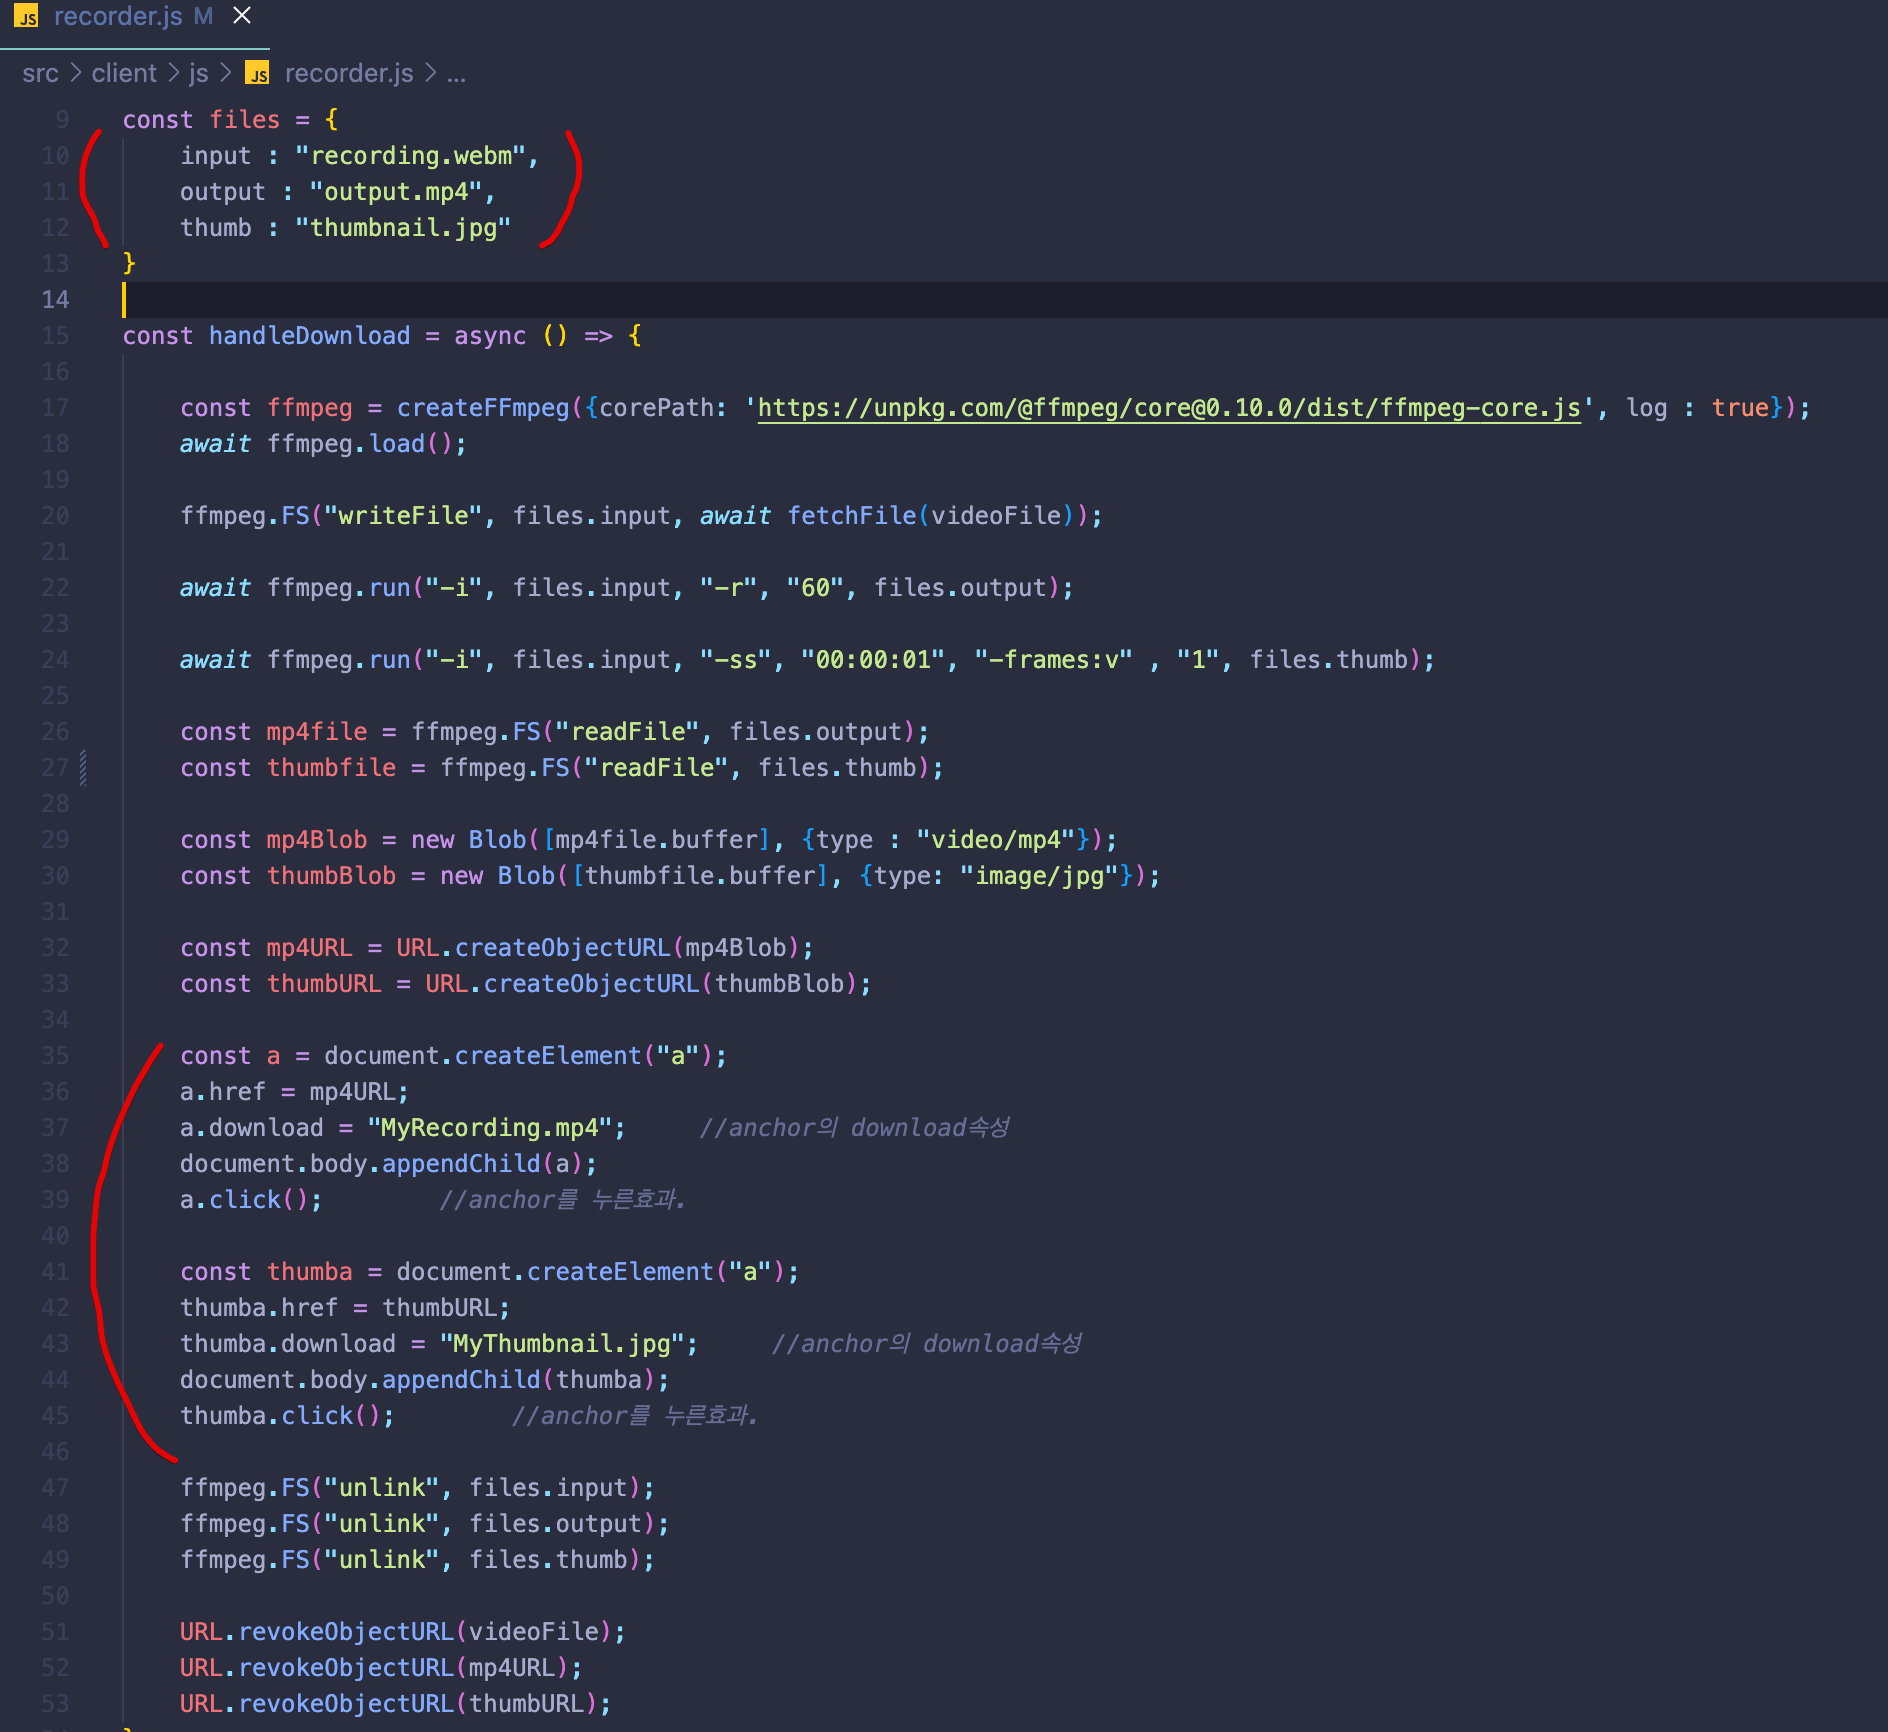 JS recorder.js M ×
src > client > js > JS recorder.js > ...
9 const files = {
10 input : "recording.webm",
11 output : "output.mp4",
12 thumb : "thumbnail.jpg"
13 }
14
15 const handleDownload = async () => {
16
17 const ffmpeg = createFFmpeg({corePath: 'https://unpkg.com/@ffmpeg/core@0.10.0/dist/ffmpeg-core.js', log : true});
18 await ffmpeg.load();
19
20 ffmpeg.FS("writeFile", files.input, await fetchFile(videoFile));
21
22 await ffmpeg.run("-i", files.input, "-r", "60", files.output);
23
24 await ffmpeg.run("-i", files.input, "-ss", "00:00:01", "-frames:v" , "1", files.thumb);
25
26 const mp4file = ffmpeg.FS("readFile", files.output);
27 const thumbfile = ffmpeg.FS("readFile", files.thumb);
28
29 const mp4Blob = new Blob([mp4file.buffer], {type : "video/mp4"});
30 const thumbBlob = new Blob([thumbfile.buffer], {type: "image/jpg"});
31
32 const mp4URL = URL.createObjectURL(mp4Blob);
33 const thumbURL = URL.createObjectURL(thumbBlob);
34
35 const a = document.createElement("a");
36 a.href = mp4URL;
37 a.download = "MyRecording.mp4"; //anchor의 download속성
38 document.body.appendChild(a);
39 a.click(); //anchor를 누른효과.
40
41 const thumba = document.createElement("a");
42 thumba.href = thumbURL;
43 thumba.download = "MyThumbnail.jpg"; //anchor의 download속성
44 document.body.appendChild(thumba);
45 thumba.click(); //anchor를 누른효과.
46
47 ffmpeg.FS("unlink", files.input);
48 ffmpeg.FS("unlink", files.output);
49 ffmpeg.FS("unlink", files.thumb);
50
51 URL.revokeObjectURL(videoFile);
52 URL.revokeObjectURL(mp4URL);
53 URL.revokeObjectURL(thumbURL);